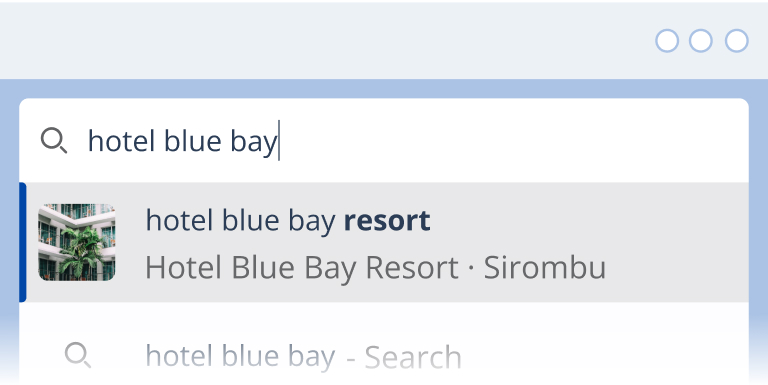 hotel blue bay
hotel blue bay resort
Hotel Blue Bay Resort · Sirombu
hotel blue bay - Search